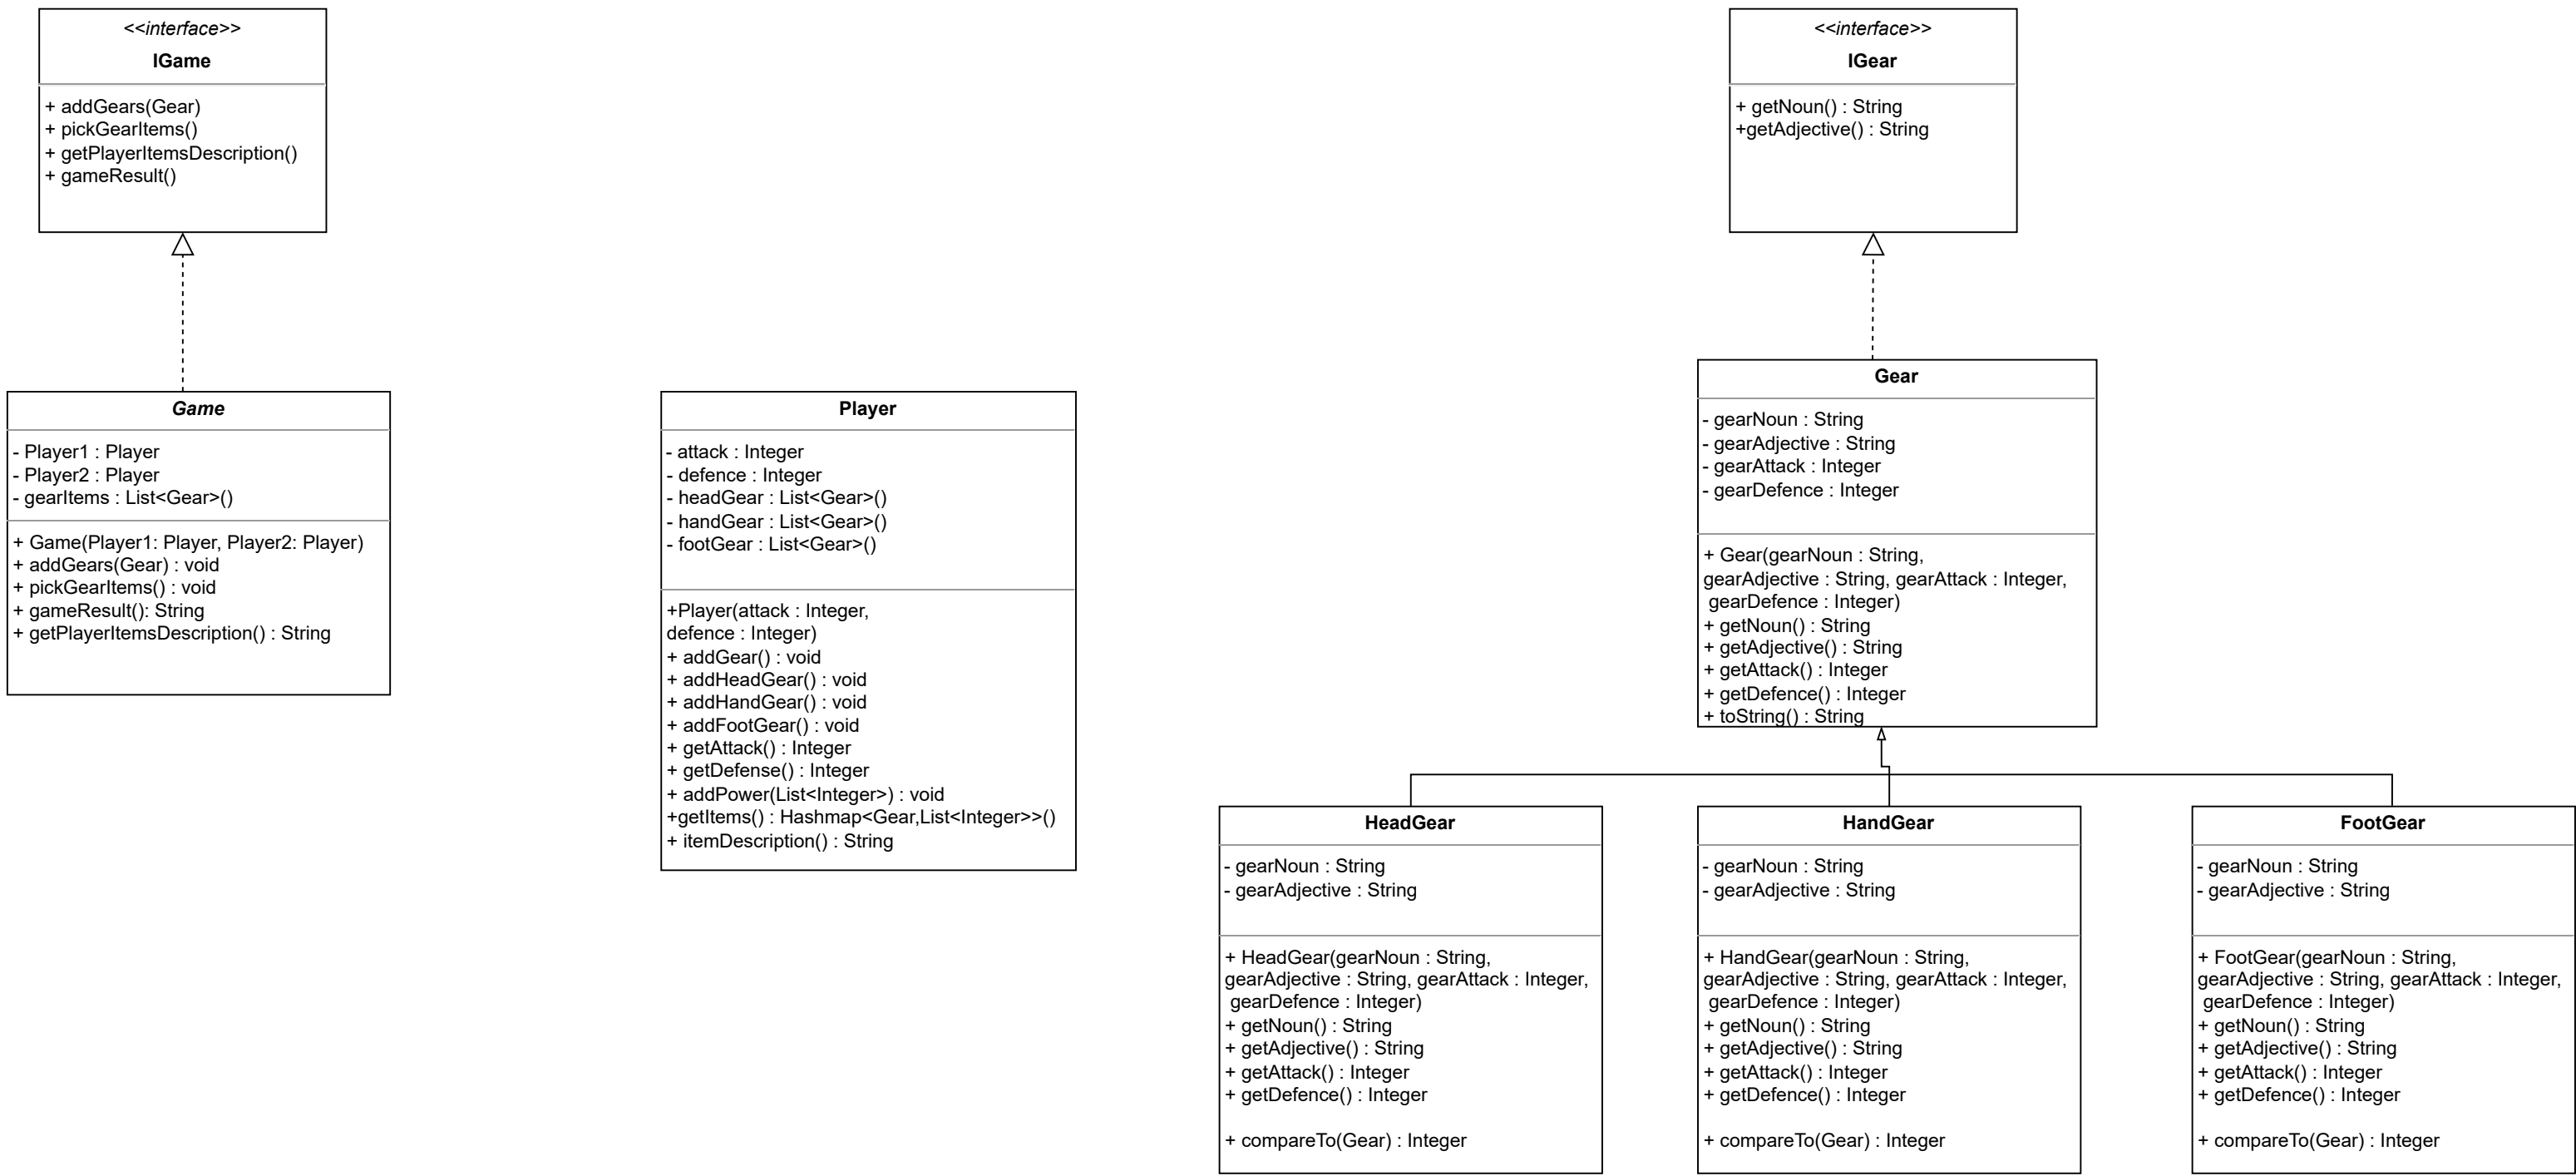 <<interface>>
IGame
+ addGears(Gear)
+ pickGearItems()
+ getPlayerItemsDescription()
+ gameResult()
<<interface>>
IGear
+ getNoun() : String
+getAdjective() : String
Game
- Player1 : Player
- Player2 : Player
- gearItems : List<Gear>()
+ Game(Player1: Player, Player2: Player)
+ addGears(Gear) : void
+ pickGearItems() : void
+ gameResult(): String
+ getPlayerItemsDescription() : String
Player
- attack : Integer
- defence : Integer
- headGear : List<Gear>()
- handGear : List<Gear>()
- footGear : List<Gear>()
+Player(attack : Integer,
defence : Integer)
+ addGear() : void
+ addHeadGear() : void
+ addHandGear() : void
+ addFootGear() : void
+ getAttack() : Integer
+ getDefense() : Integer
+ addPower(List<Integer>) : void
+getItems() : Hashmap<Gear,List<Integer>>()
+ itemDescription() : String
Gear
- gearNoun : String
- gearAdjective : String
- gearAttack : Integer
- gearDefence : Integer
+ Gear(gearNoun : String,
gearAdjective : String, gearAttack : Integer,
gearDefence : Integer)
+ getNoun() : String
+ getAdjective() : String
+ getAttack() : Integer
+ getDefence() : Integer
+ toString() : String
HeadGear
- gearNoun : String
- gearAdjective : String
+ HeadGear(gearNoun : String,
gearAdjective : String, gearAttack : Integer,
gearDefence : Integer)
+ getNoun() : String
+ getAdjective() : String
+ getAttack() : Integer
+ getDefence() : Integer
+ compareTo(Gear) : Integer
HandGear
- gearNoun : String
- gearAdjective : String
+ HandGear(gearNoun : String,
gearAdjective : String, gearAttack : Integer,
gearDefence : Integer)
+ getNoun() : String
+ getAdjective() : String
+ getAttack() : Integer
+ getDefence() : Integer
+ compareTo(Gear) : Integer
FootGear
- gearNoun : String
- gearAdjective : String
+ FootGear(gearNoun : String,
gearAdjective : String, gearAttack : Integer,
gearDefence : Integer)
+ getNoun() : String
+ getAdjective() : String
+ getAttack() : Integer
+ getDefence() : Integer
+ compareTo(Gear) : Integer